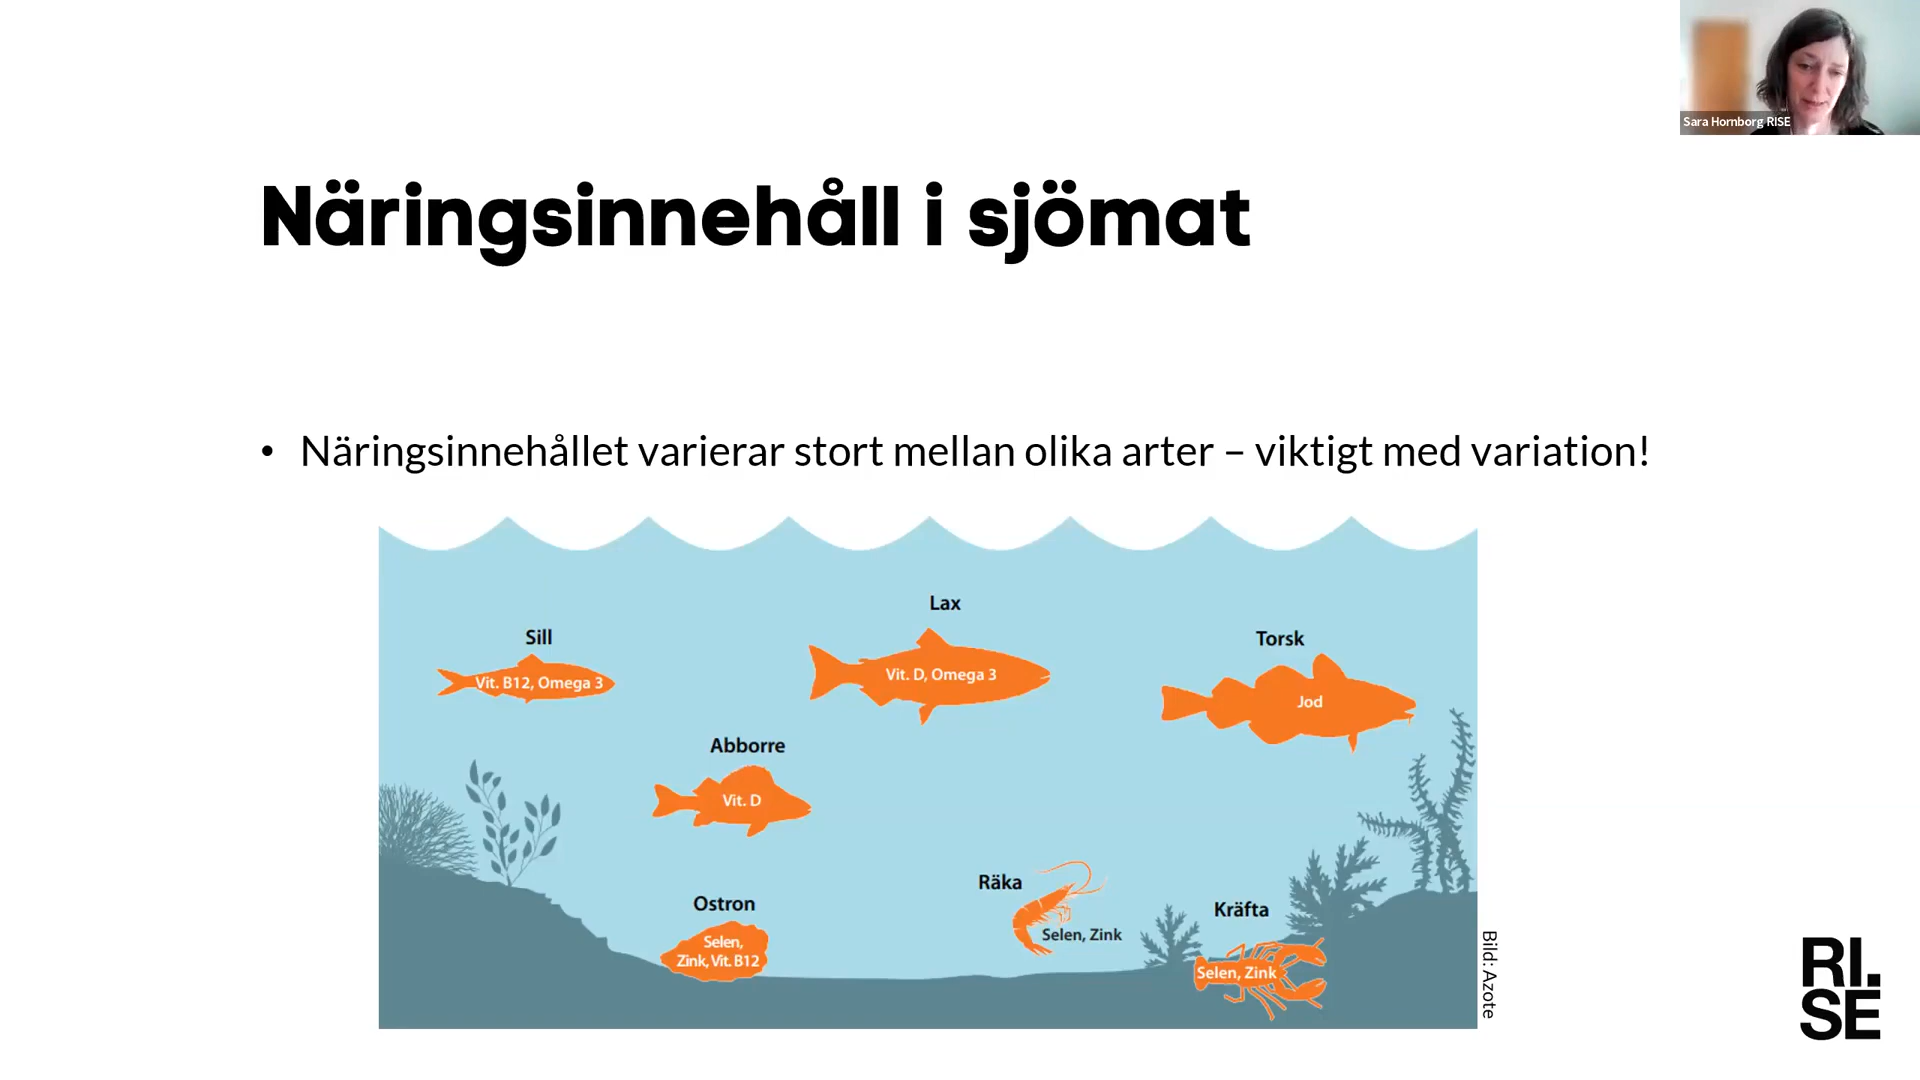 Sara Hornborg RISE
Näringsinnehåll i sjömat
• Näringsinnehållet varierar stort mellan olika arter – viktigt med variation!
Lax
Sill
Torsk
Vit. B12, Omega 3
Vit. D, Omega 3
Jod
Abborre
Vit. D
Räka
Ostron
Kräfta
Selen, Zink
Selen,
Zink, Vit. B12
Selen, Zink
Bild: Azote
RI.
SE